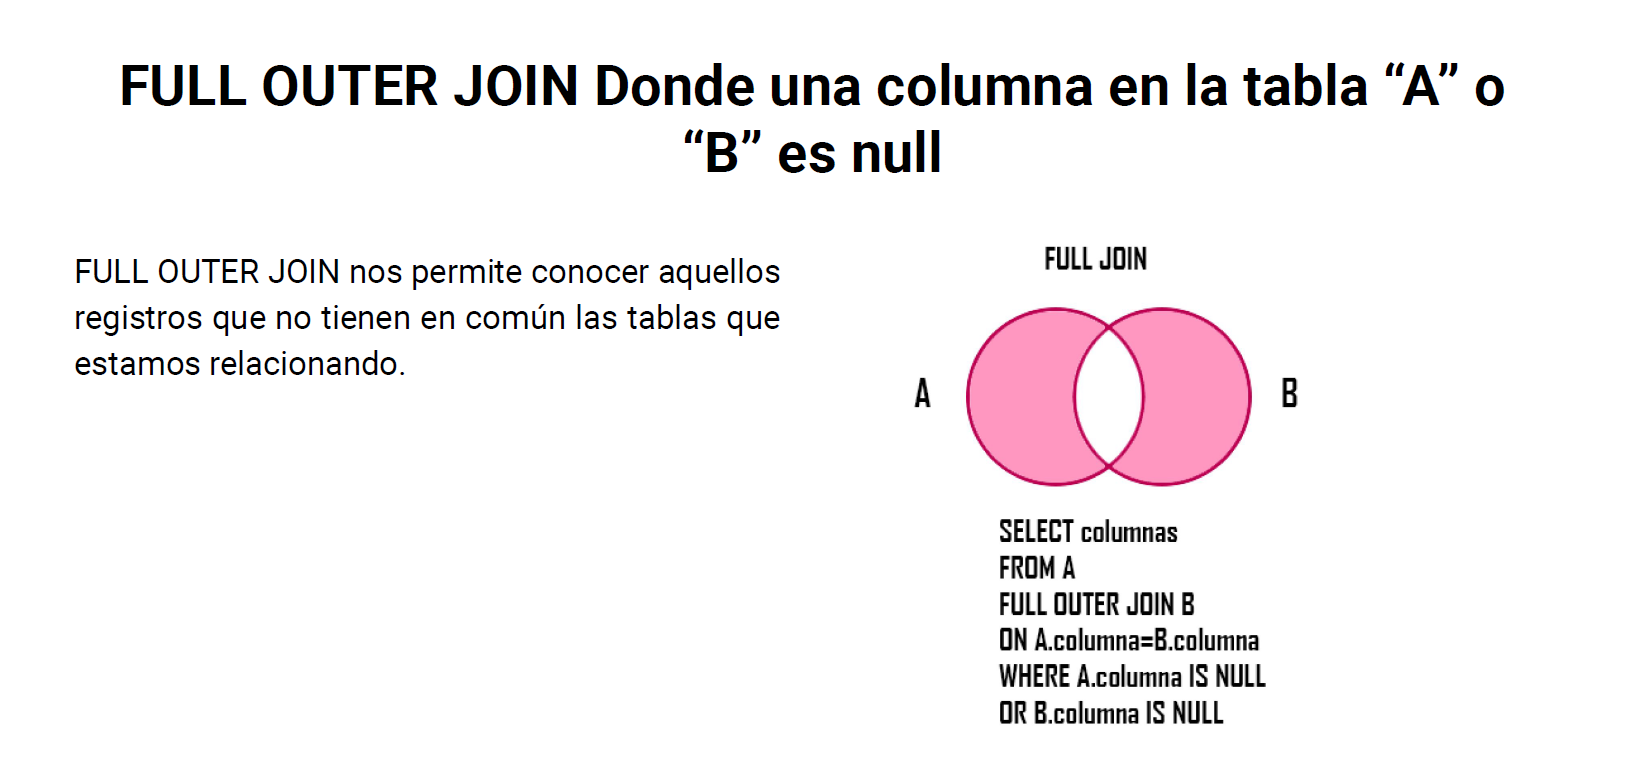 FULL OUTER JOIN Donde una columna en la tabla “A” o
“B” es null
FULL OUTER JOIN nos permite conocer aquellos
registros que no tienen en común las tablas que
estamos relacionando.
FULL JOIN
A
B
SELECT columnas
FROM A
FULL OUTER JOIN B
ON A.columna=B.columna
WHERE A.columna IS NULL
OR B.columna IS NULL